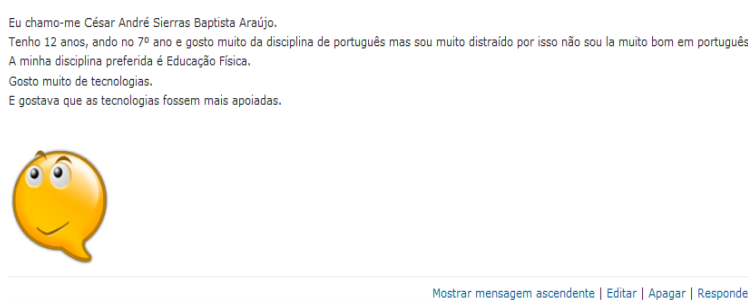 Eu chamo-me César André Sierras Baptista Araújo.
Tenho 12 anos, ando no 7º ano e gosto muito da disciplina de português mas sou muito distraído por isso não sou la muito bom em português
A minha disciplina preferida é Educação Física.
Gosto muito de tecnologias.
E gostava que as tecnologias fossem mais apoiadas.
Mostrar mensagem ascendente | Editar | Apagar | Responde